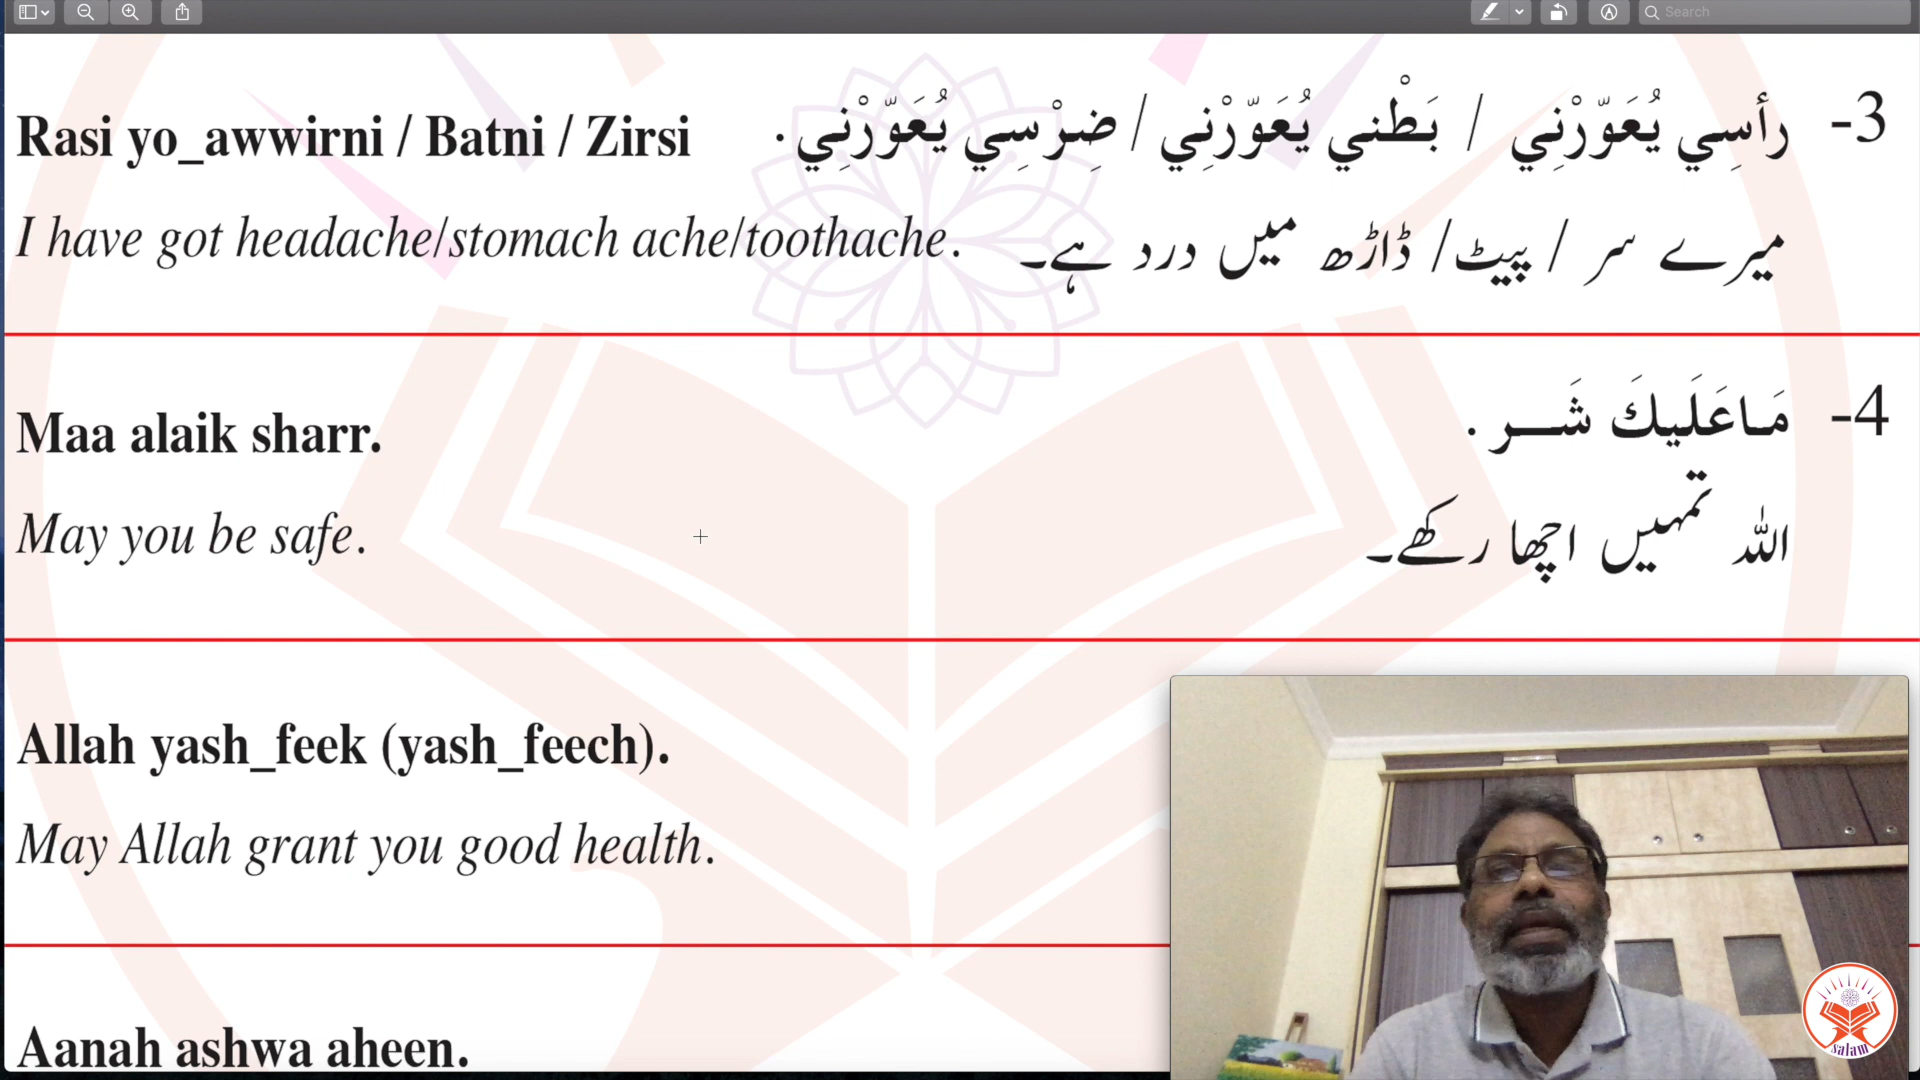 Search
Rasi yo_awwirni / Batni / Zirsi
3- رأسِي يُعَوّرْنِي / بَطْني يُعَوّرْنِي / ضِرْسِي يُعَوّرْنِي .
I have got headache/stomach ache/toothache.
میرے سر / پیٹ / ڈاڑھ میں درد ہے۔
Maa alaik sharr.
4- مَاعَلَيكَ شَر .
May you be safe.
اللہ تمہیں اچھا رکھے۔
Allah yash_feek (yash_feech).
May Allah grant you good health.
Aanah ashwa aheen.
salam